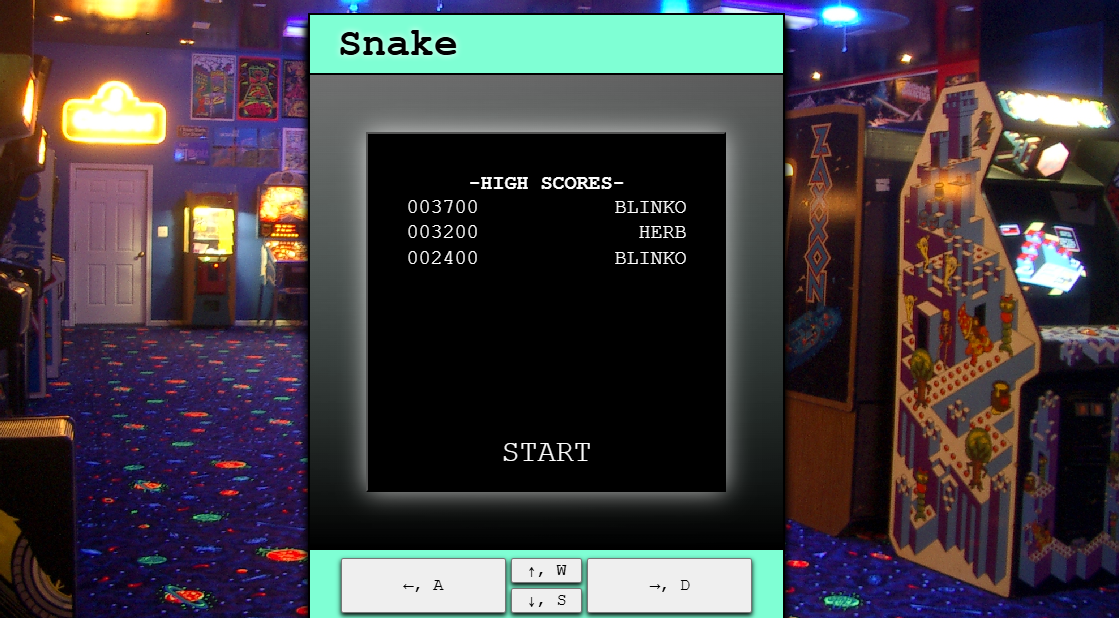 Snake
-HIGH SCORES-
003700 BLINKO
003200 HERB
002400 BLINKO
START
←, A
↑, W
↓, S
→, D
ZAXXON